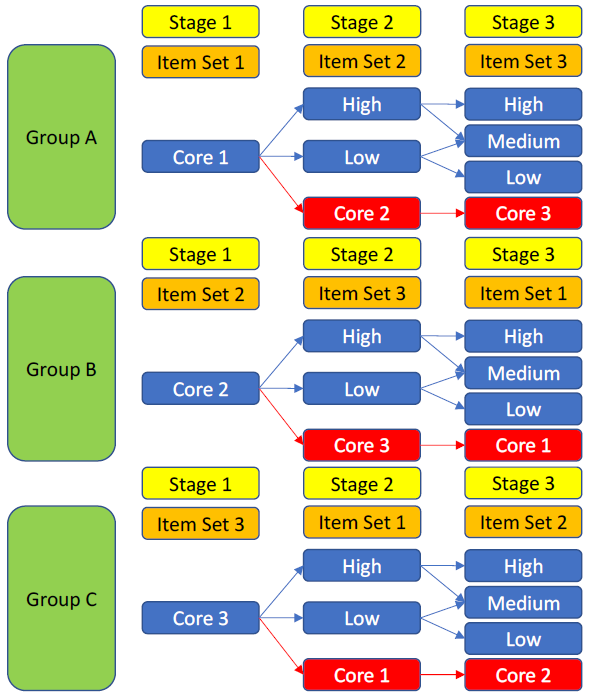 Stage 1
Stage 2
Stage 3
Item Set 1
Item Set 2
Item Set 3
Group A
Core 1
High
Low
Core 2
High
Medium
Low
Core 3
Stage 1
Stage 2
Stage 3
Item Set 2
Item Set 3
Item Set 1
Group B
Core 2
High
Low
Core 3
High
Medium
Low
Core 1
Stage 1
Stage 2
Stage 3
Item Set 3
Item Set 1
Item Set 2
Group C
Core 3
High
Low
Core 1
High
Medium
Low
Core 2